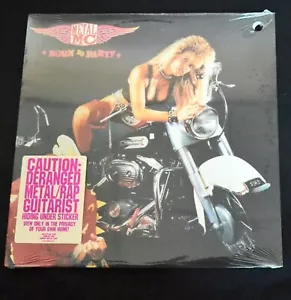 METAL
MC
★ BORN 2 PARTY ★
CAUTION-
DERANGED
METAL/RAP
GUITARIST
HIDING UNDER STICKER
VIEW ONLY IN THE PRIVACY
OF YOUR OWN HOME!